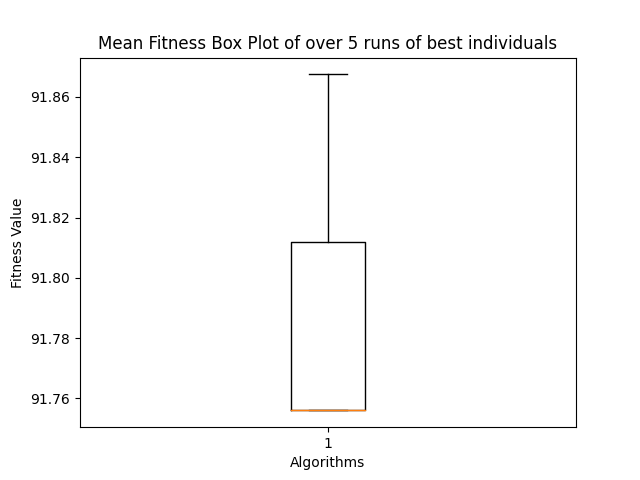 Mean Fitness Box Plot of over 5 runs of best individuals
91.86
91.84
91.82
91.80
91.78
91.76
Fitness Value
1
Algorithms